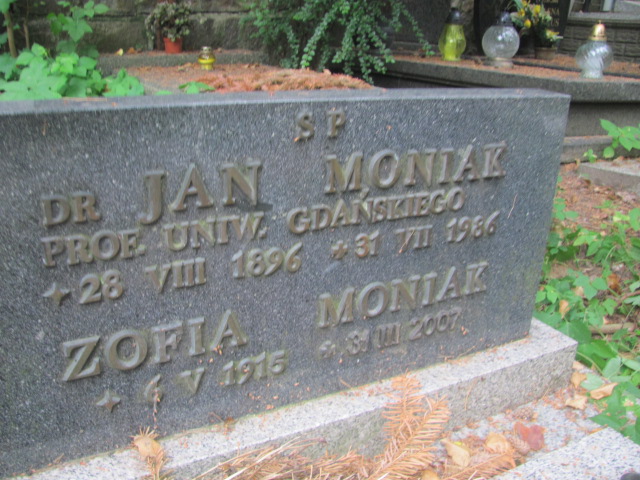 S P
DR JAN MONIAK
PROF. UNIW. GDAŃSKIEGO
28 VIII 1896 31 VII 1986
ZOFIA MONIAK
6 V 1915 31 III 2007